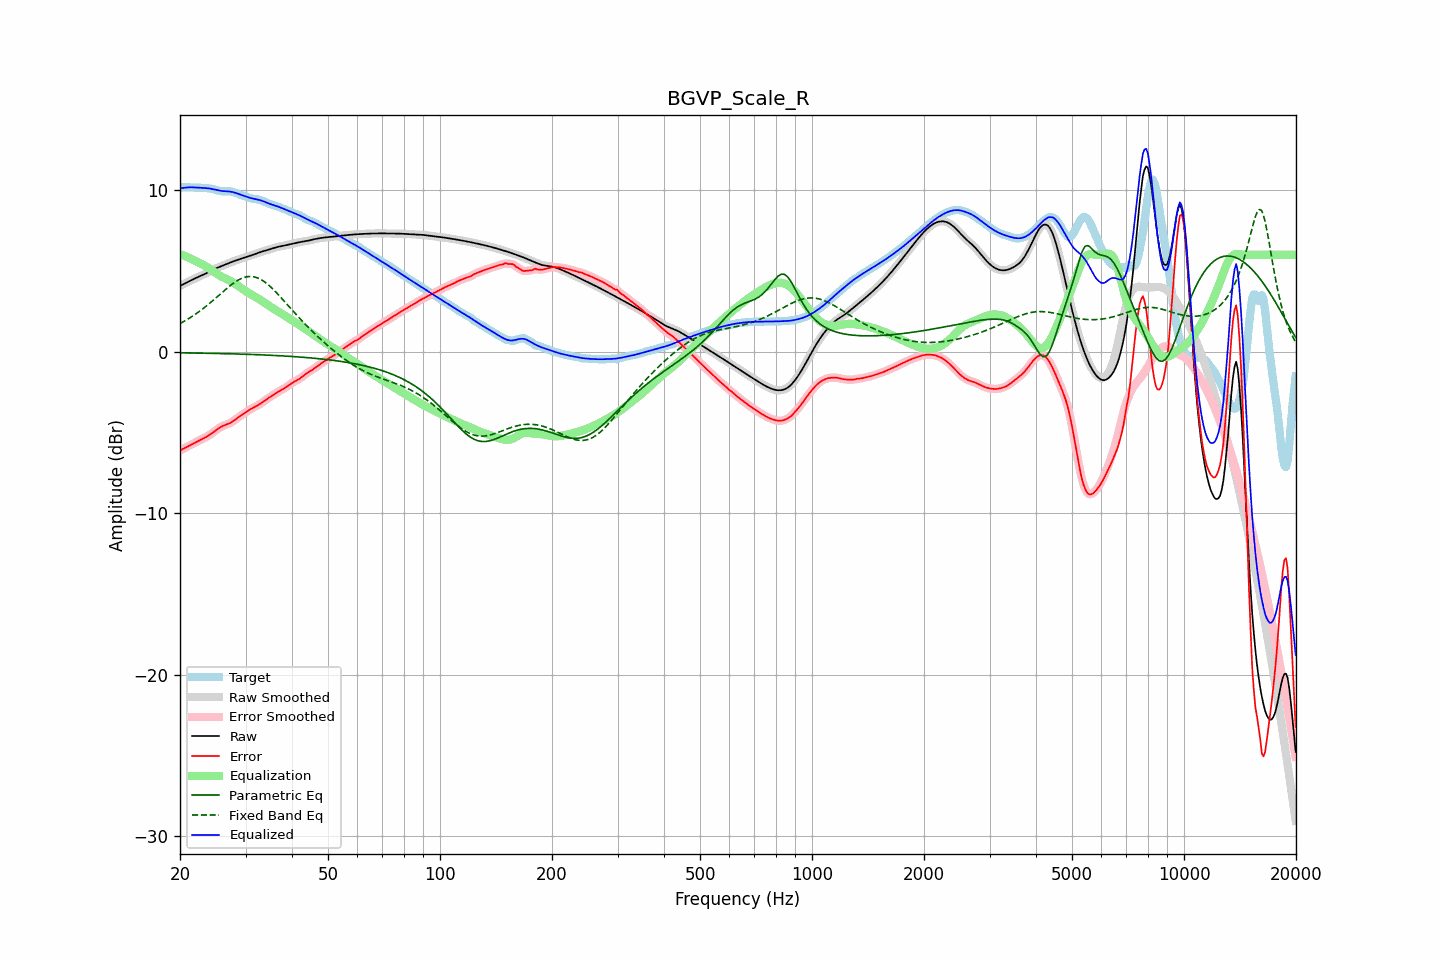 BGVP_Scale_R
10
0
−10
−20
−30
Amplitude (dBr)
Target
Raw Smoothed
Error Smoothed
Raw
Error
Equalization
Parametric Eq
Fixed Band Eq
Equalized
20 50 100 200 500 1000 2000 5000 10000 20000
Frequency (Hz)